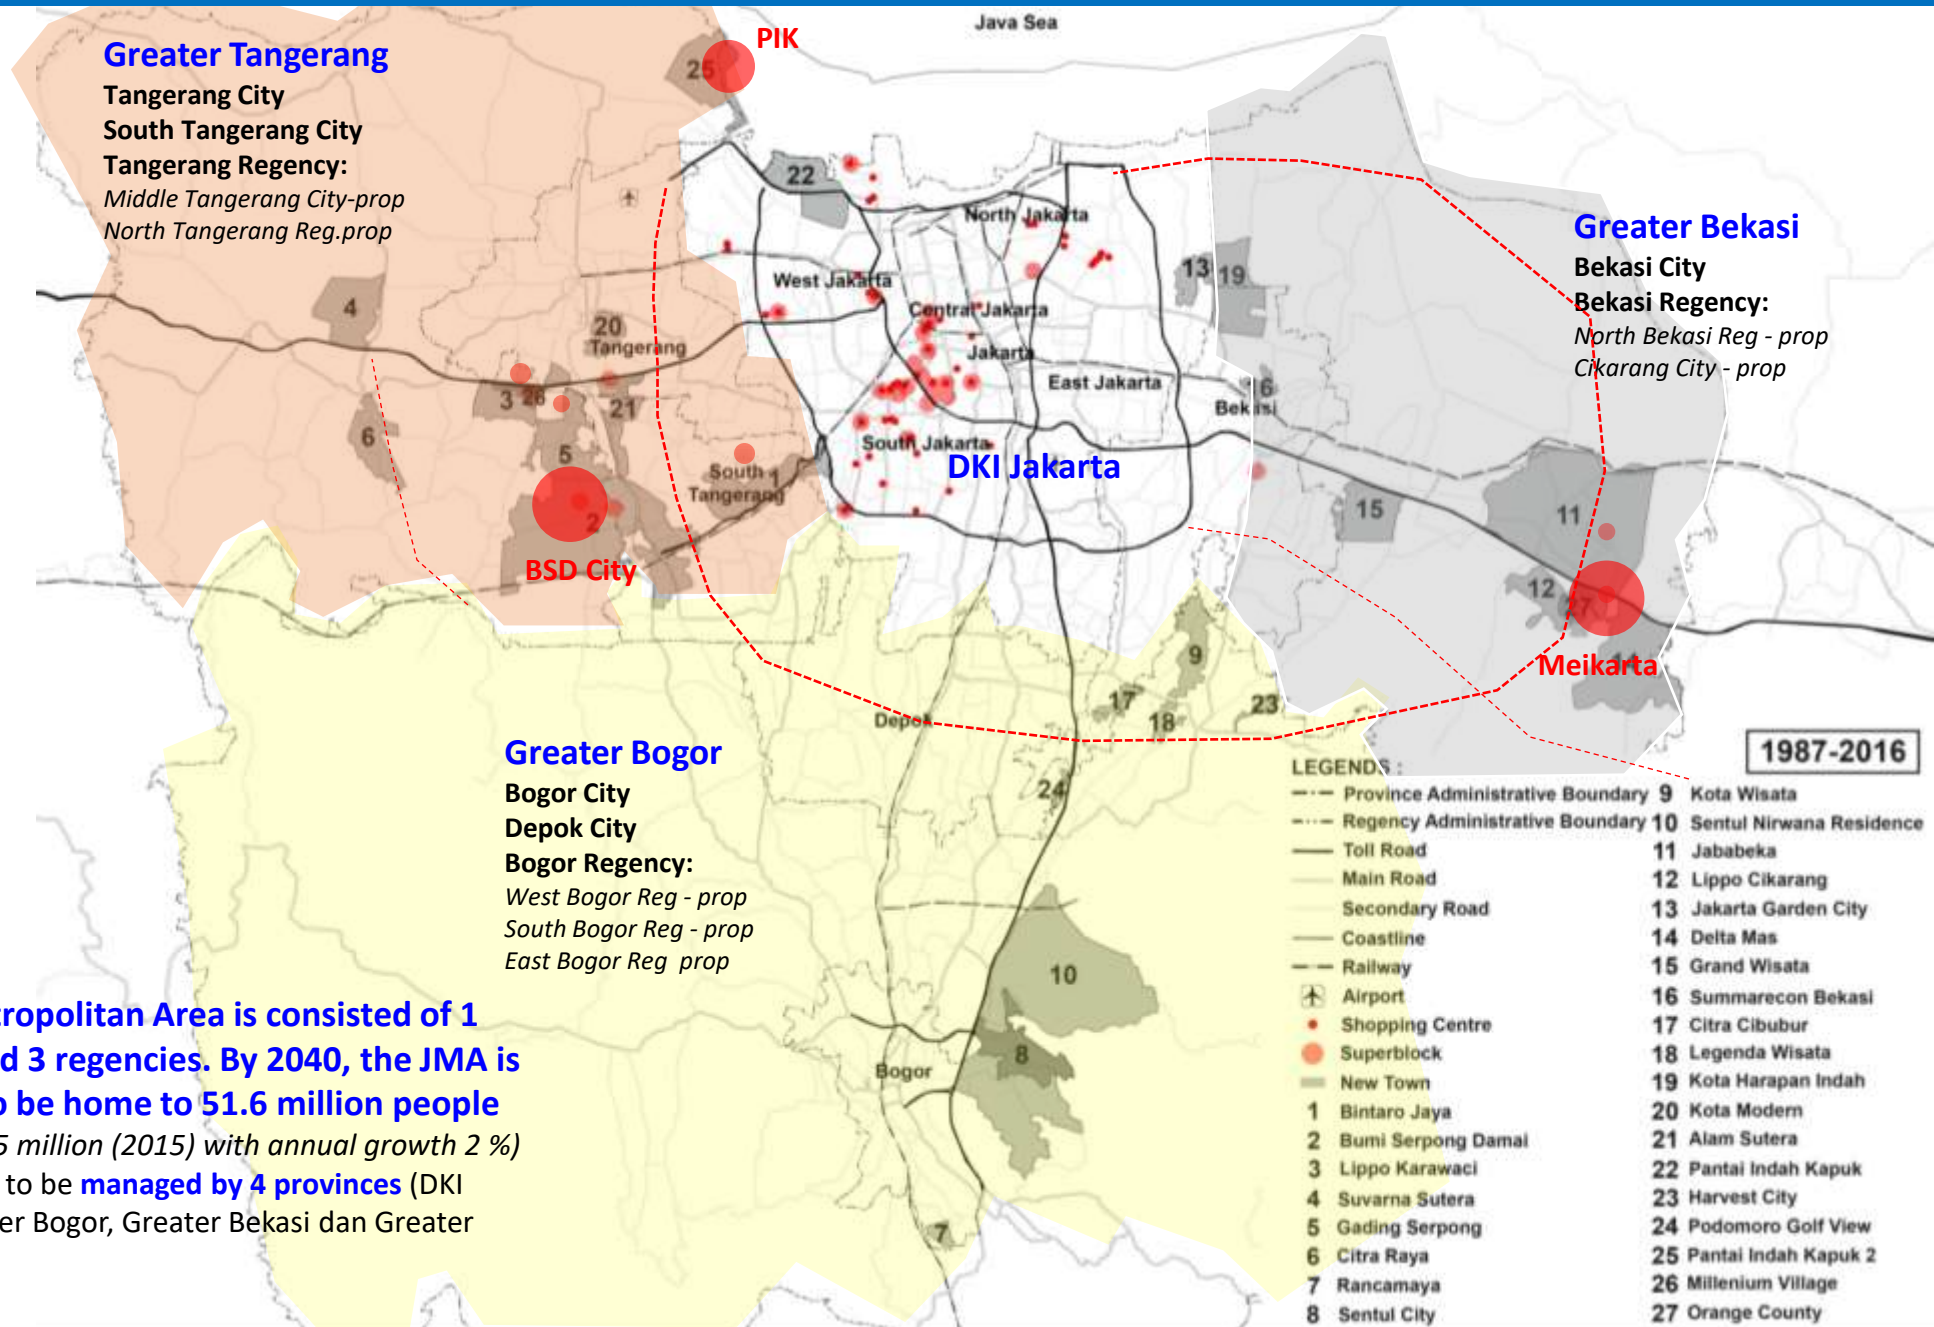 Java Sea
PIK
Greater Tangerang
Tangerang City
South Tangerang City
Tangerang Regency:
Middle Tangerang City-prop
North Tangerang Reg.prop
25
22
North Jakarta
Greater Bekasi
Bekasi City
Bekasi Regency:
North Bekasi Reg - prop
Cikarang City - prop
13
19
West Jakarta
4
Central Jakarta
20
Tangerang
Jakarta
East Jakarta
3
26
21
6
Bekasi
6
South Jakarta
DKI Jakarta
5
South
Tangerang
1
2
15
11
BSD City
12
27
9
Meikarta
14
17
18
23
Depok
24
Greater Bogor
Bogor City
Depok City
Bogor Regency:
West Bogor Reg - prop
South Bogor Reg - prop
East Bogor Reg prop
10
8
Bogor
7
tropolitan Area is consisted of 1
d 3 regencies. By 2040, the JMA is
o be home to 51.6 million people
5 million (2015) with annual growth 2 %)
to be managed by 4 provinces (DKI
er Bogor, Greater Bekasi dan Greater
1987-2016
LEGENDS :
Province Administrative Boundary
Regency Administrative Boundary
Toll Road
Main Road
Secondary Road
Coastline
Railway
Airport
Shopping Centre
Superblock
New Town
1 Bintaro Jaya
2 Bumi Serpong Damai
3 Lippo Karawaci
4 Suvarna Sutera
5 Gading Serpong
6 Citra Raya
7 Rancamaya
8 Sentul City
9 Kota Wisata
10 Sentul Nirwana Residence
11 Jababeka
12 Lippo Cikarang
13 Jakarta Garden City
14 Delta Mas
15 Grand Wisata
16 Summarecon Bekasi
17 Citra Cibubur
18 Legenda Wisata
19 Kota Harapan Indah
20 Kota Modern
21 Alam Sutera
22 Pantai Indah Kapuk
23 Harvest City
24 Podomoro Golf View
25 Pantai Indah Kapuk 2
26 Millenium Village
27 Orange County